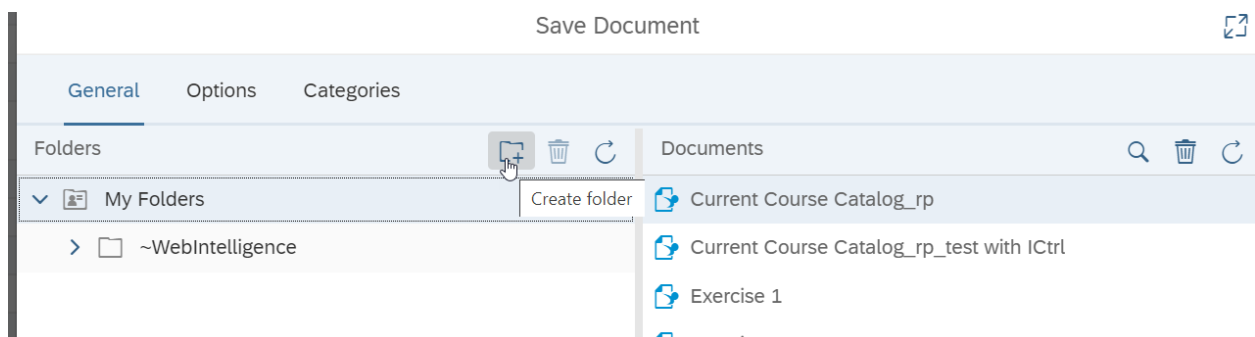 Save Document
General Options Categories
Folders
Create folder
My Folders
~WebIntelligence
Documents
Current Course Catalog_rp
Current Course Catalog_rp_test with ICtrl
Exercise 1